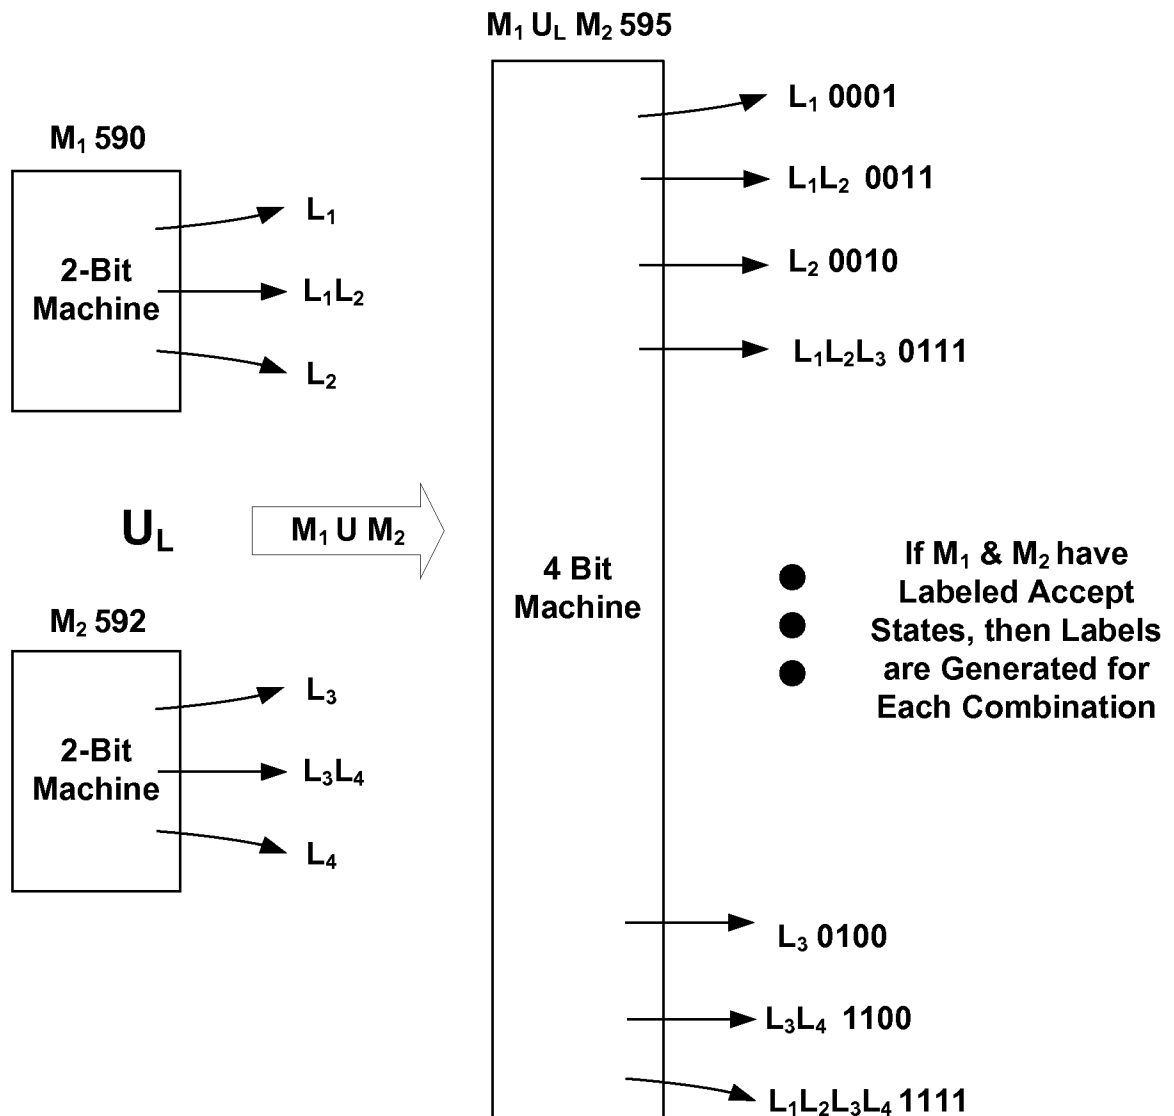 M₁ U_L M₂ 595
L₁ 0001
M₁ 590
L₁L₂ 0011
L₁
2-Bit
Machine
L₂ 0010
L₁L₂
L₁L₂L₃ 0111
L₂
U_L
M₁ U M₂
4 Bit
Machine
If M₁ & M₂ have
Labeled Accept
States, then Labels
are Generated for
Each Combination
M₂ 592
L₃
2-Bit
Machine
L₃L₄
L₄
L₃ 0100
L₃L₄ 1100
L₁L₂L₃L₄ 1111